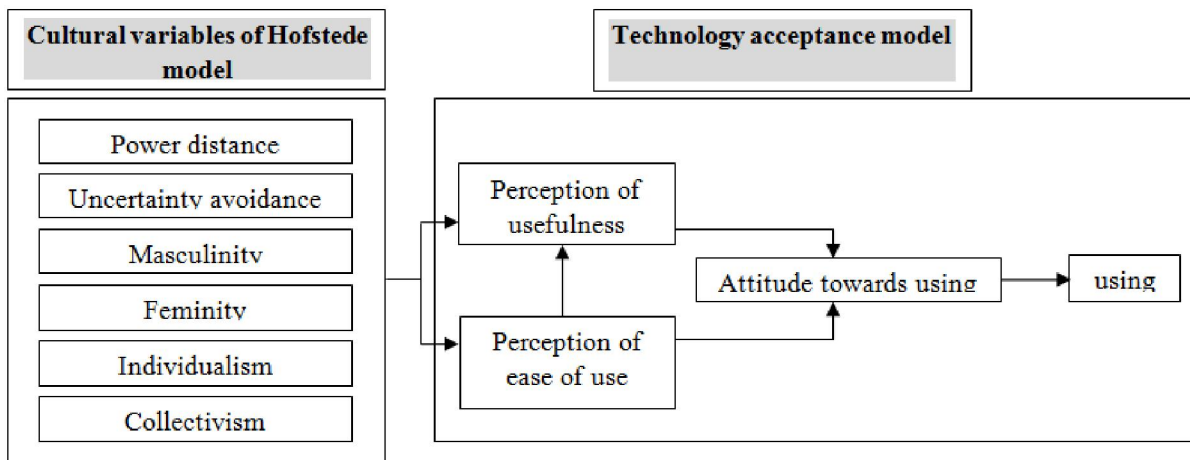 Cultural variables of Hofstede
model
Technology acceptance model
Power distance
Uncertainty avoidance
Masculinity
Feminity
Individualism
Collectivism
Perception of
usefulness
Perception of
ease of use
Attitude towards using
using